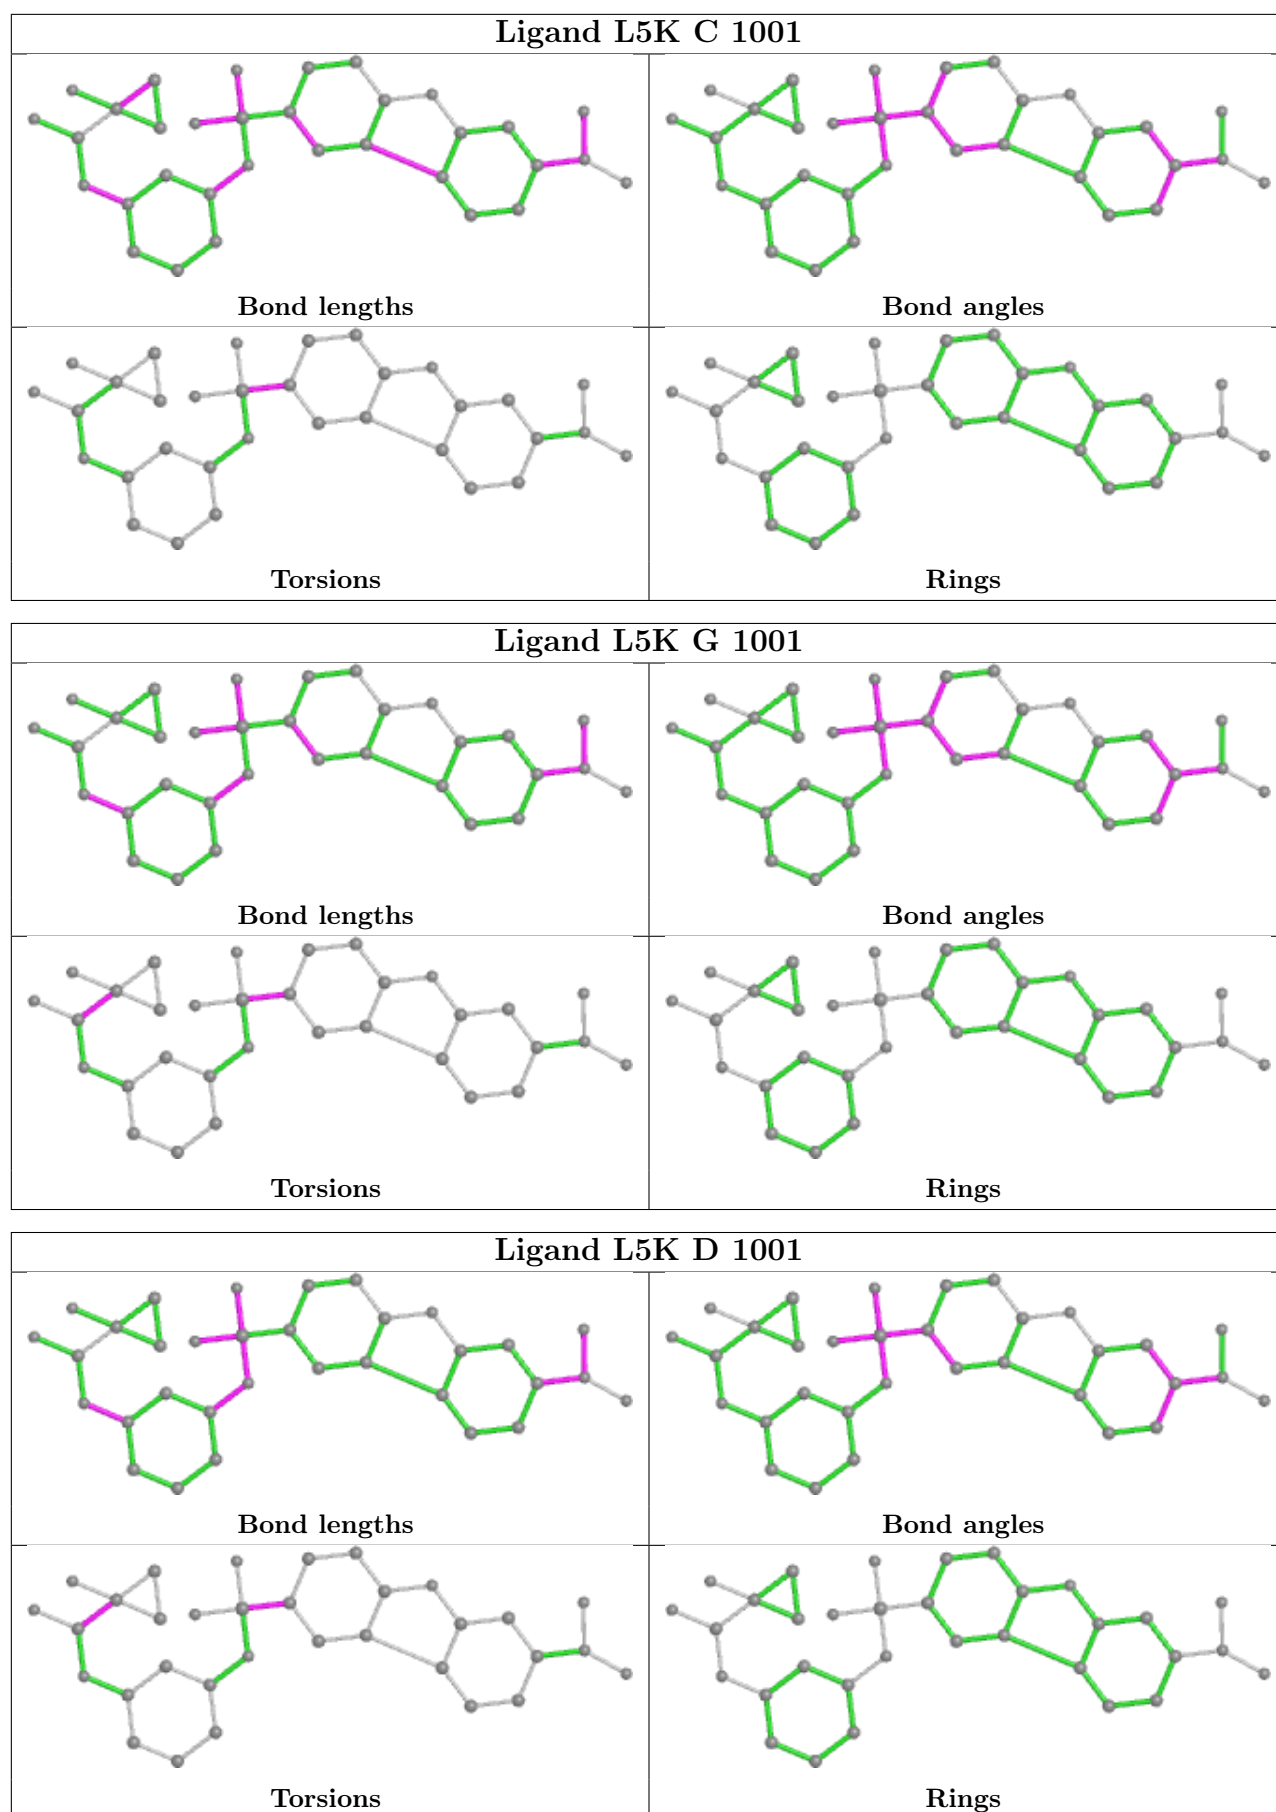 Ligand L5K C 1001
Bond lengths
Bond angles
Torsions
Rings
Ligand L5K G 1001
Bond lengths
Bond angles
Torsions
Rings
Ligand L5K D 1001
Bond lengths
Bond angles
Torsions
Rings